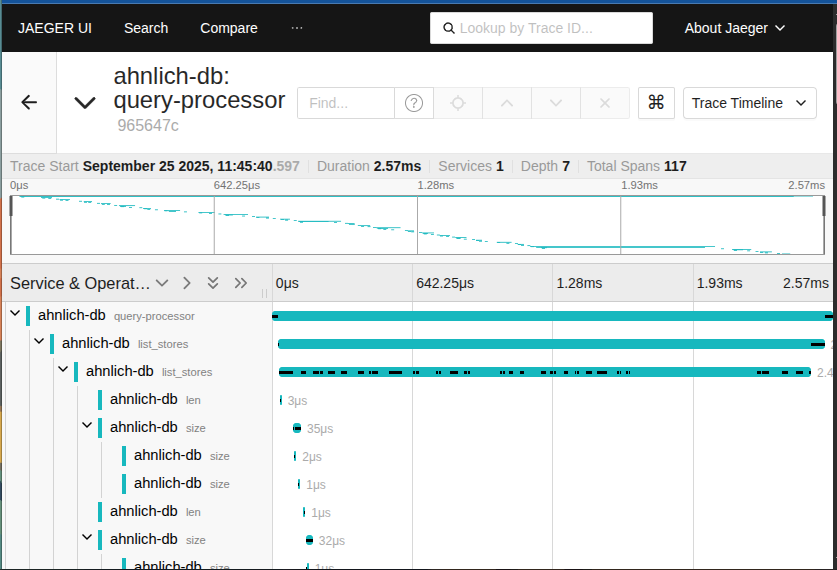 JAEGER UI Search Compare ··· Lookup by Trace ID... About Jaeger
ahnlich-db:
query-processor
965647c
Find... ? ⌘ Trace Timeline
Trace Start September 25 2025, 11:45:40.597 Duration 2.57ms Services 1 Depth 7 Total Spans 117
0μs 642.25μs 1.28ms 1.93ms 2.57ms
Service & Operat... 0μs 642.25μs 1.28ms 1.93ms 2.57ms
ahnlich-db query-processor
ahnlich-db list_stores
ahnlich-db list_stores 2.4
ahnlich-db len 3μs
ahnlich-db size 35μs
ahnlich-db size 2μs
ahnlich-db size 1μs
ahnlich-db len 1μs
ahnlich-db size 32μs
ahnlich-db size 1μs